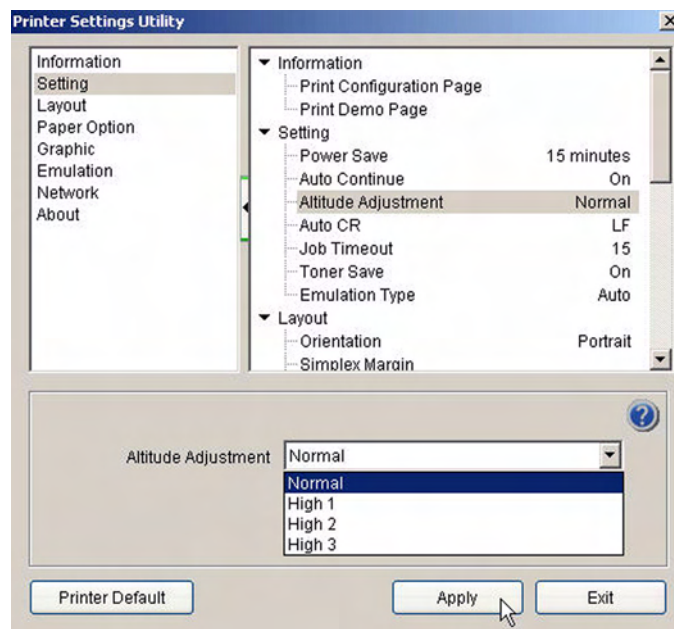 Printer Settings Utility
Information
Setting
Layout
Paper Option
Graphic
Emulation
Network
About
Information
Print Configuration Page
Print Demo Page
Setting
Power Save 15 minutes
Auto Continue On
Altitude Adjustment Normal
Auto CR LF
Job Timeout 15
Toner Save On
Emulation Type Auto
Layout
Orientation Portrait
Simplex Margin
?
Altitude Adjustment Normal
Normal
High 1
High 2
High 3
Printer Default Apply Exit